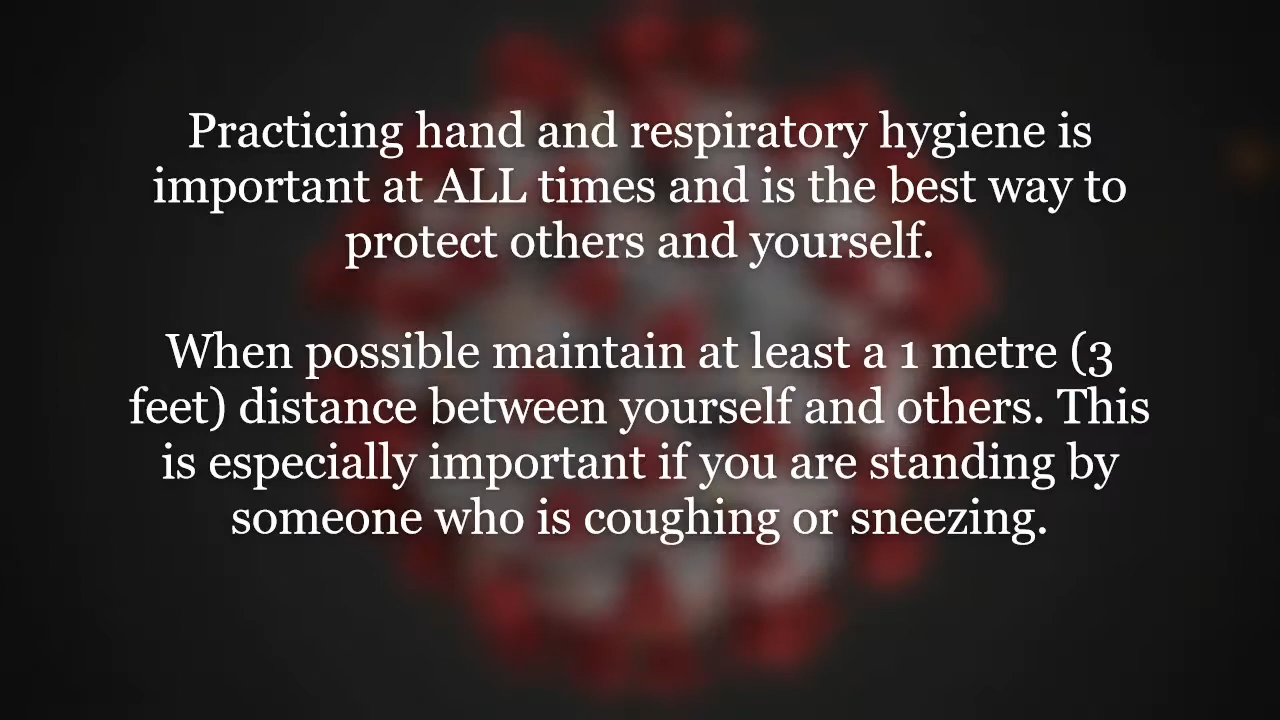 Practicing hand and respiratory hygiene is
important at ALL times and is the best way to
protect others and yourself.
When possible maintain at least a 1 metre (3
feet) distance between yourself and others. This
is especially important if you are standing by
someone who is coughing or sneezing.